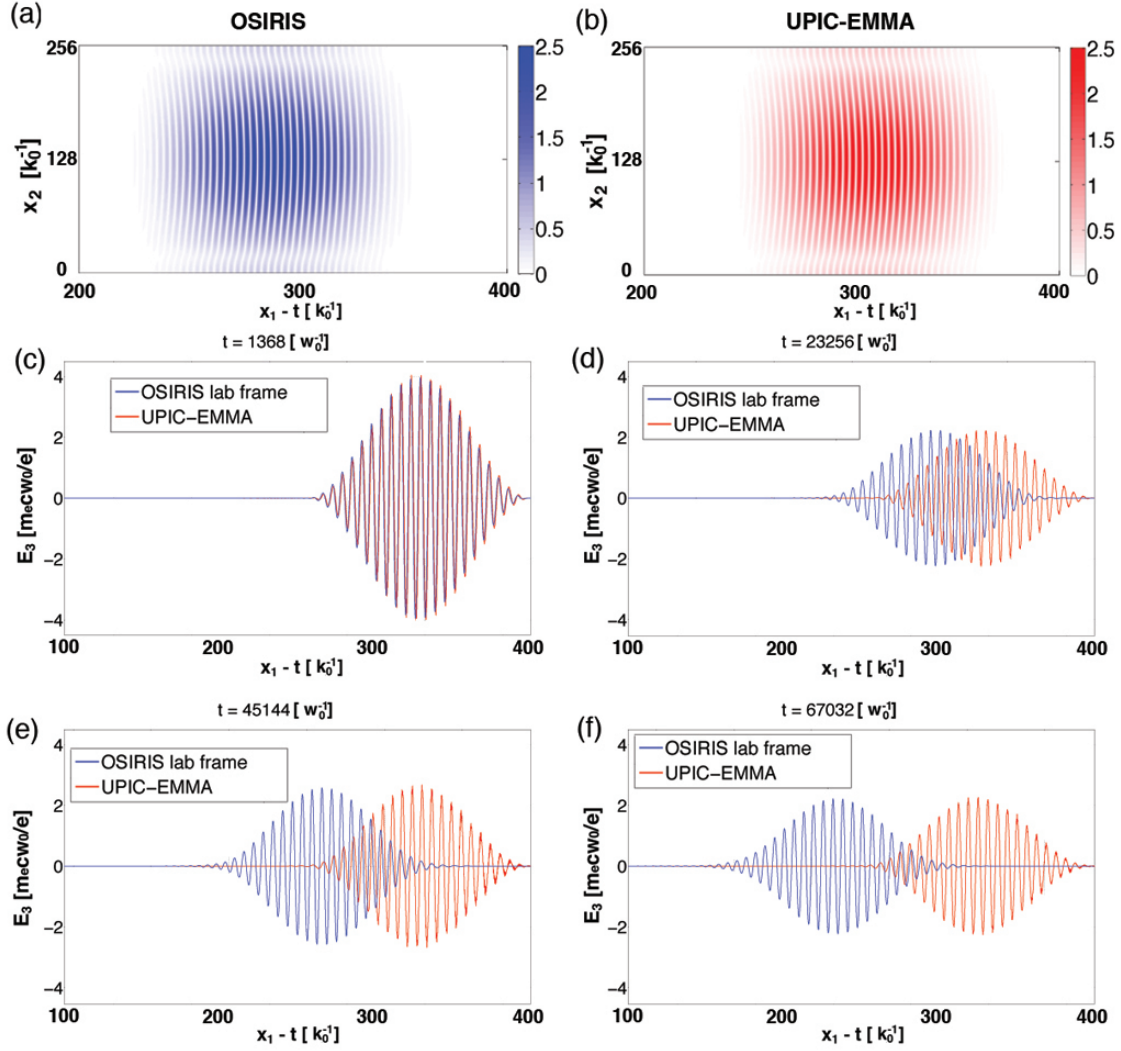 (a) OSIRIS
(b) UPIC-EMMA
256
128
0
x₂ [k₀⁻¹]
200 300 400
x₁ - t [ k₀⁻¹]
2.5
2
1.5
1
0.5
0
256
128
0
x₂ [k₀⁻¹]
200 300 400
x₁ - t [ k₀⁻¹]
2.5
2
1.5
1
0.5
0
(c)
t = 1368 [ w₀⁻¹]
OSIRIS lab frame
UPIC−EMMA
E₃ [mₑcw₀/e]
4
2
0
−2
−4
100 200 300 400
x₁ - t [ k₀⁻¹]
(d)
t = 23256 [ w₀⁻¹]
OSIRIS lab frame
UPIC−EMMA
E₃ [mₑcw₀/e]
4
2
0
−2
−4
100 200 300 400
x₁ - t [ k₀⁻¹]
(e)
t = 45144 [ w₀⁻¹]
OSIRIS lab frame
UPIC−EMMA
E₃ [mₑcw₀/e]
4
2
0
−2
−4
100 200 300 400
x₁ - t [ k₀⁻¹]
(f)
t = 67032 [ w₀⁻¹]
OSIRIS lab frame
UPIC−EMMA
E₃ [mₑcw₀/e]
4
2
0
−2
−4
100 200 300 400
x₁ - t [ k₀⁻¹]